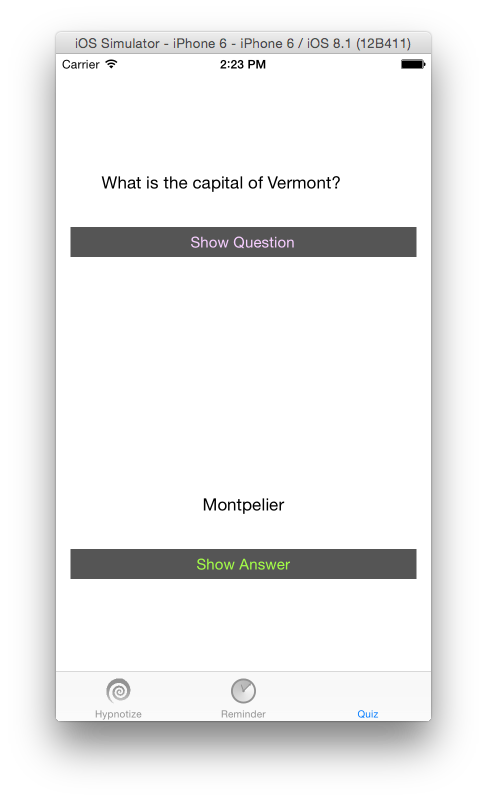 iOS Simulator - iPhone 6 - iPhone 6 / iOS 8.1 (12B411)
Carrier 2:23 PM
What is the capital of Vermont?
Show Question
Montpelier
Show Answer
Hypnotize Reminder Quiz